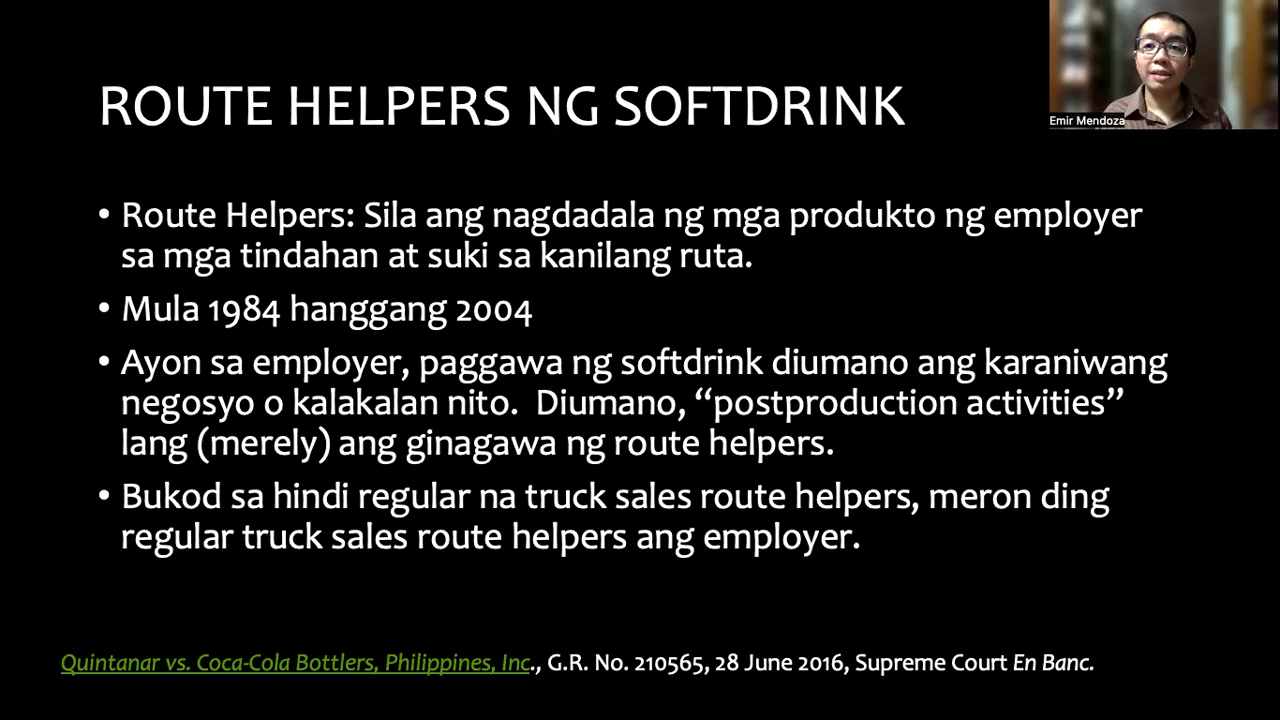 ROUTE HELPERS NG SOFTDRINK
Emir Mendoza
• Route Helpers: Sila ang nagdadala ng mga produkto ng employer
sa mga tindahan at suki sa kanilang ruta.
• Mula 1984 hanggang 2004
• Ayon sa employer, paggawa ng softdrink diumano ang karaniwang
negosyo o kalakalan nito.  Diumano, “postproduction activities”
lang (merely) ang ginagawa ng route helpers.
• Bukod sa hindi regular na truck sales route helpers, meron ding
regular truck sales route helpers ang employer.
Quintanar vs. Coca-Cola Bottlers, Philippines, Inc., G.R. No. 210565, 28 June 2016, Supreme Court En Banc.